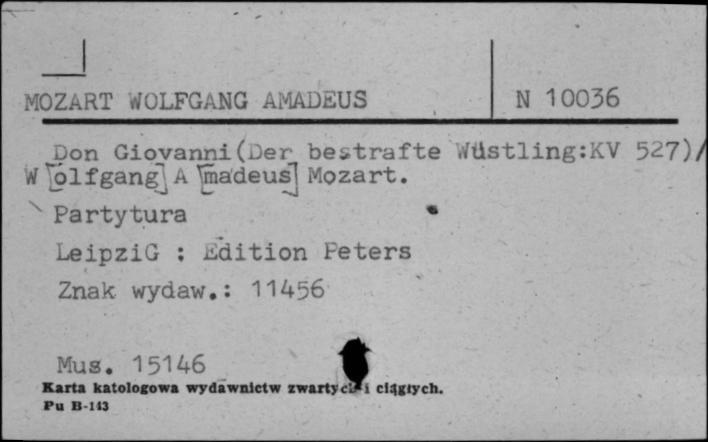 MOZART WOLFGANG AMADEUS
N 10036
Don Giovanni(Der bestrafte Wüstling:KV 527)/
W [olfgang] A [madeus] Mozart.
Partytura
LeipziG : Edition Peters
Znak wydaw.: 11456
Mus. 15146
Karta katologowa wydawnictw zwartych i ciągłych.
Pu B-143